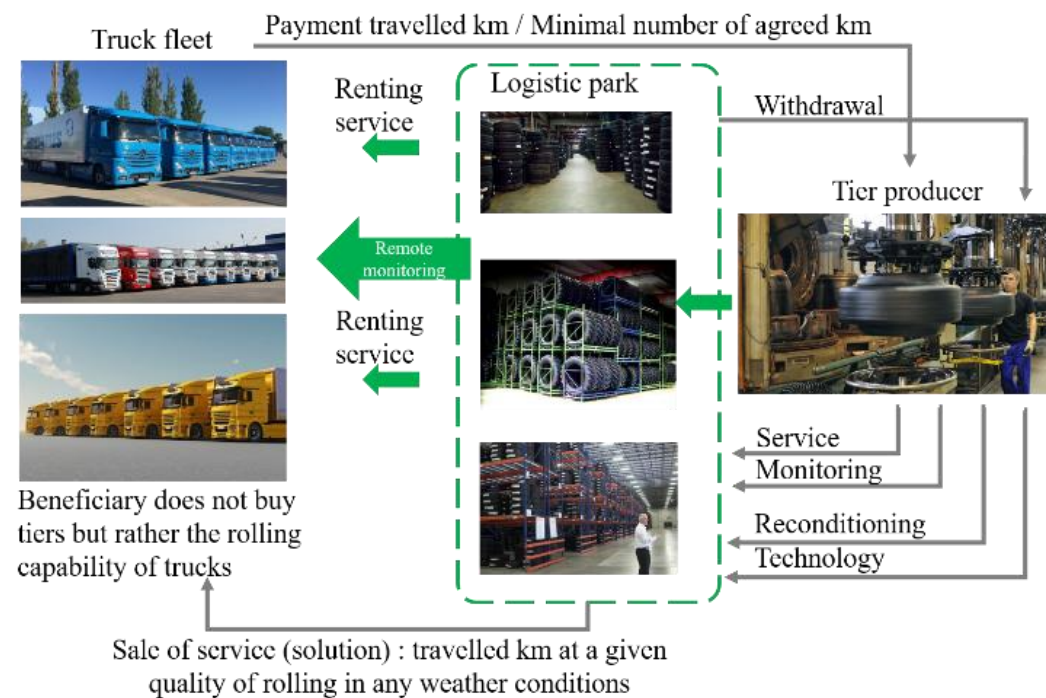 Payment travelled km / Minimal number of agreed km
Truck fleet
Renting
service
Logistic park
Withdrawal
Tier producer
Remote
monitoring
Renting
service
Service
Monitoring
Reconditioning
Technology
Beneficiary does not buy
tiers but rather the rolling
capability of trucks
Sale of service (solution) : travelled km at a given
quality of rolling in any weather conditions